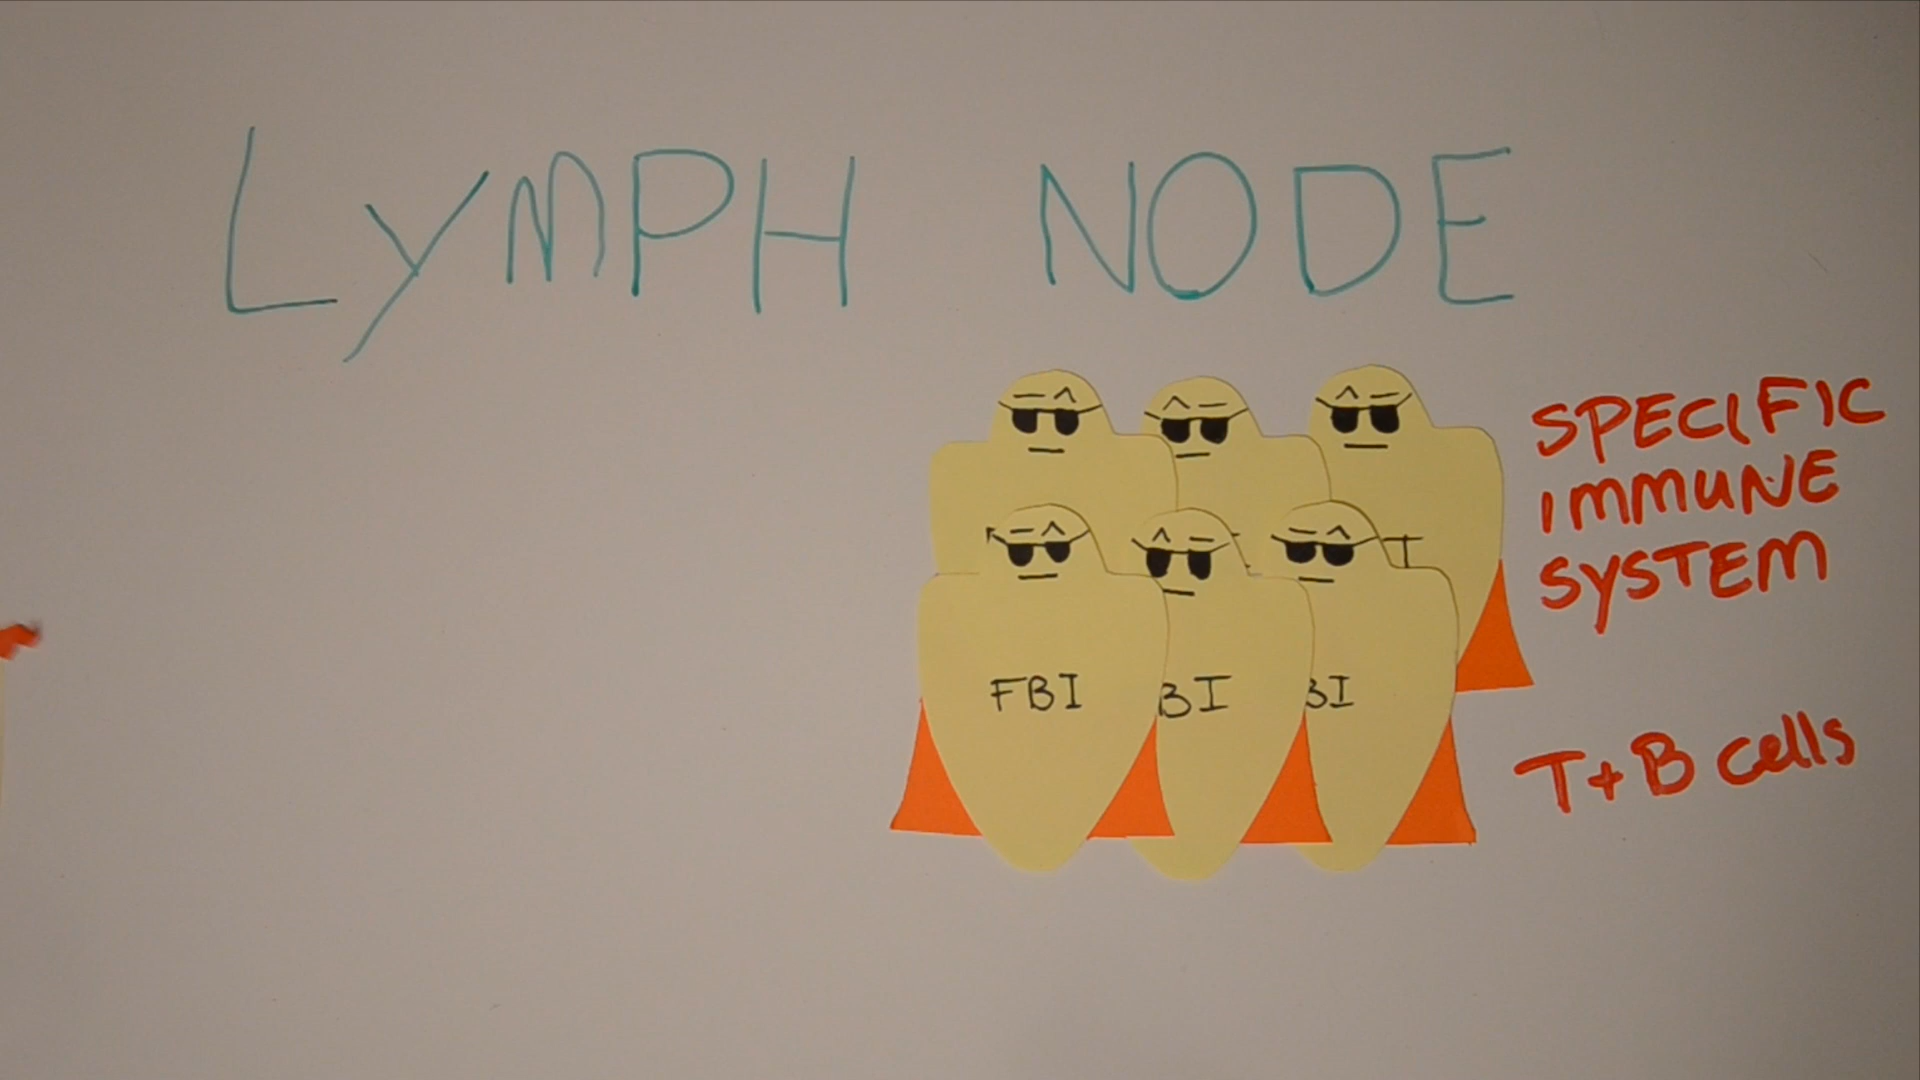 LYMPH NODE
SPECIFIC
IMMUNE
SYSTEM
FBI
BI
BI
I
T+B cells